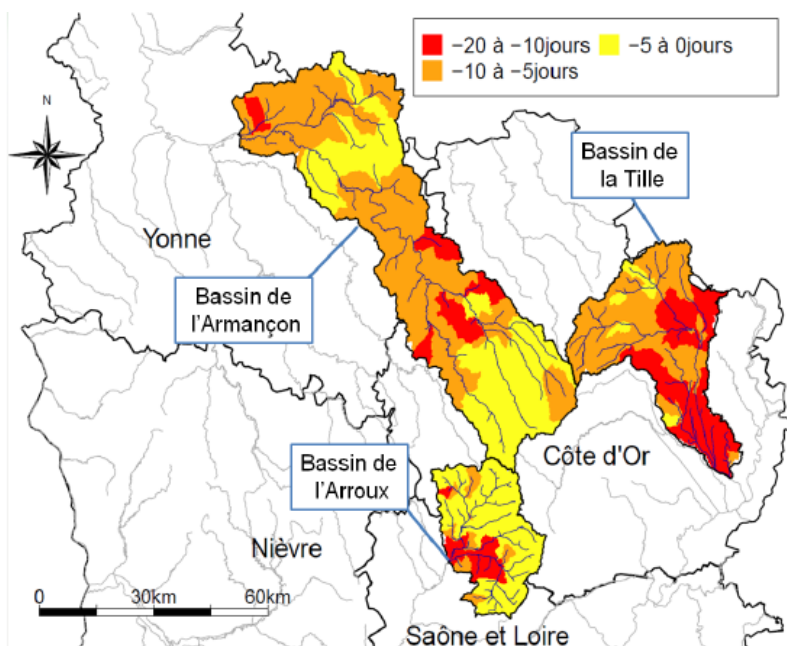 −20 à −10jours
−5 à 0jours
−10 à −5jours
N
Bassin de
la Tille
Yonne
Bassin de
l'Armançon
Bassin de
l'Arroux
Côte d'Or
Nièvre
0
30km
60km
Saône et Loire